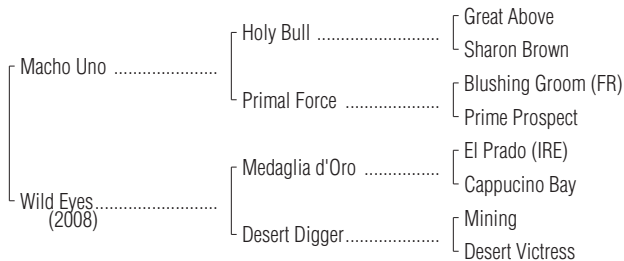 Great Above
Holy Bull ........................
Sharon Brown
Macho Uno ....................
Blushing Groom (FR)
Primal Force ..................
Prime Prospect
El Prado (IRE)
Medaglia d'Oro ..............
Cappucino Bay
Wild Eyes.......................
(2008)
Mining
Desert Digger..................
Desert Victress